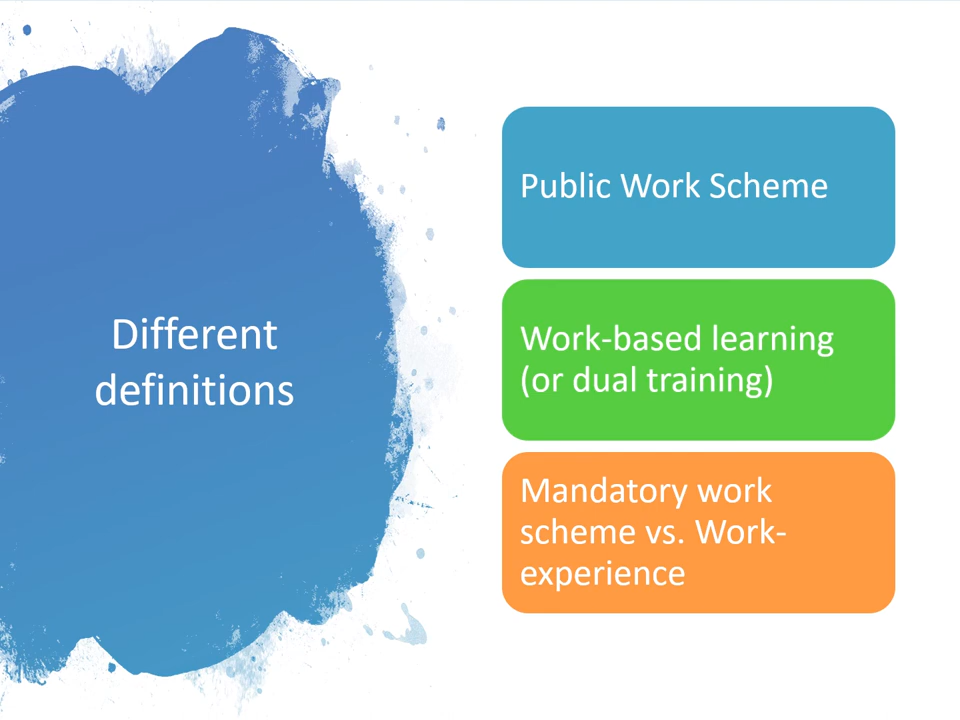 Different
definitions
Public Work Scheme
Work-based learning
(or dual training)
Mandatory work
scheme vs. Work-
experience